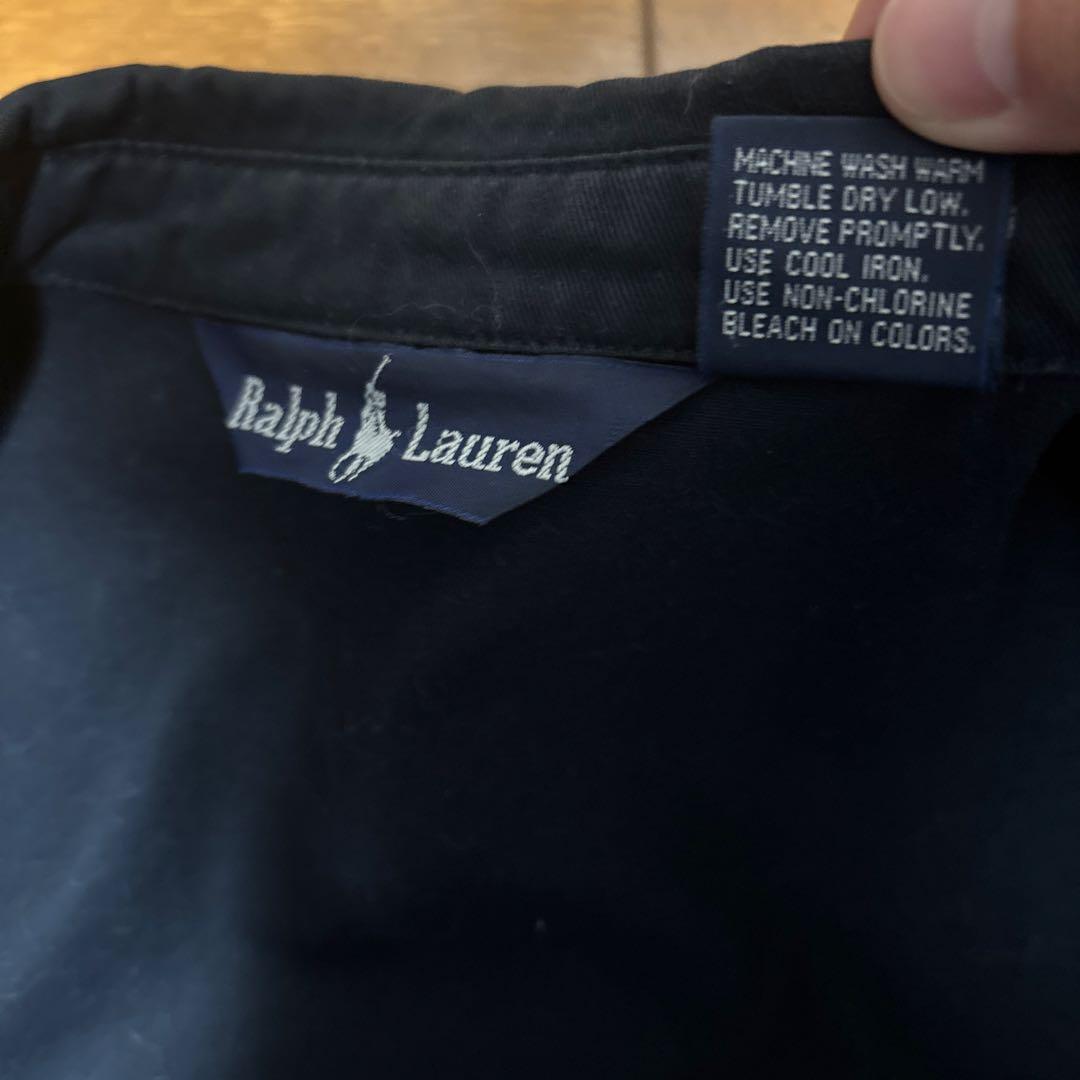 MACHINE WASH WARM
TUMBLE DRY LOW.
REMOVE PROMPTLY.
USE COOL IRON.
USE NON-CHLORINE
BLEACH ON COLORS.
Ralph Lauren